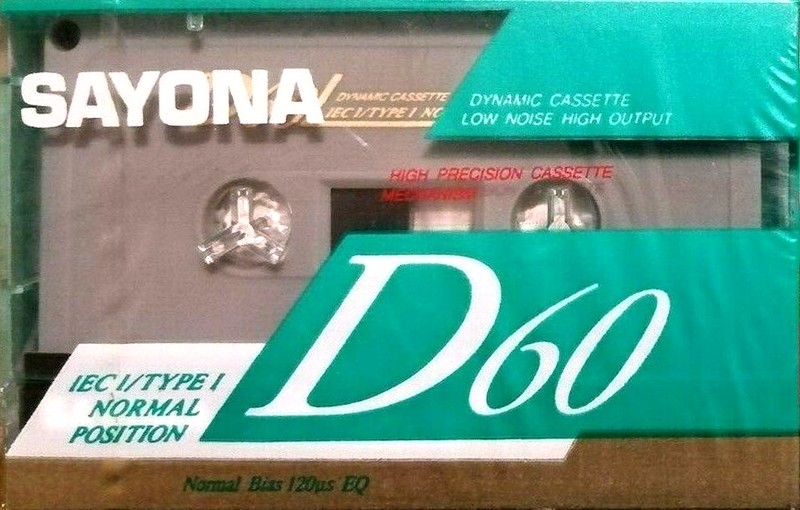 SAYONA
DYNAMIC CASSETTE
IEC I/TYPE I NO
DYNAMIC CASSETTE
LOW NOISE HIGH OUTPUT
HIGH PRECISION CASSETTE
MECHANISM
D60
IEC I/TYPE I
NORMAL
POSITION
Normal Bias 120μs EQ